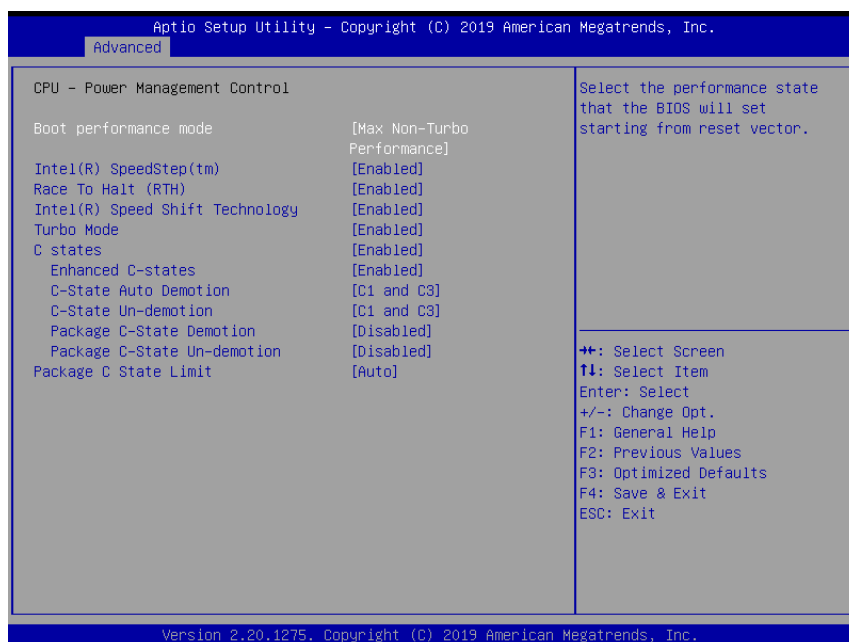 Aptio Setup Utility – Copyright (C) 2019 American Megatrends, Inc.
Advanced
CPU – Power Management Control
Boot performance mode [Max Non-Turbo
Performance]
Intel(R) SpeedStep(tm) [Enabled]
Race To Halt (RTH) [Enabled]
Intel(R) Speed Shift Technology [Enabled]
Turbo Mode [Enabled]
C states [Enabled]
Enhanced C-states [Enabled]
C-State Auto Demotion [C1 and C3]
C-State Un-demotion [C1 and C3]
Package C-State Demotion [Disabled]
Package C-State Un-demotion [Disabled]
Package C State Limit [Auto]
Select the performance state
that the BIOS will set
starting from reset vector.
→←: Select Screen
↑↓: Select Item
Enter: Select
+/-: Change Opt.
F1: General Help
F2: Previous Values
F3: Optimized Defaults
F4: Save & Exit
ESC: Exit
Version 2.20.1275. Copyright (C) 2019 American Megatrends, Inc.